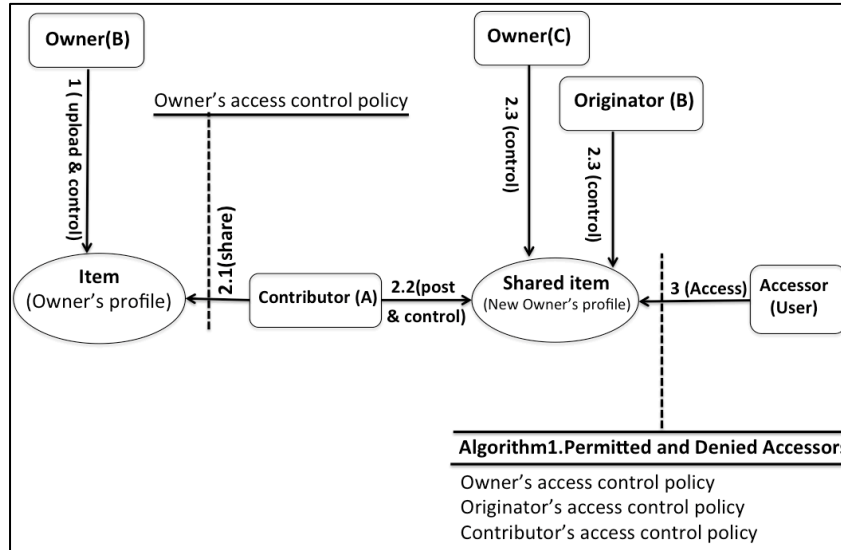 Owner(B)
1 ( upload & control)
Owner's access control policy
2.1(share)
Item
(Owner's profile)
Contributor (A)
2.2(post
& control)
Owner(C)
2.3 (control)
Originator (B)
2.3 (control)
Shared item
(New Owner's profile)
3 (Access)
Accessor
(User)
Algorithm1.Permitted and Denied Accessors
Owner's access control policy
Originator's access control policy
Contributor's access control policy